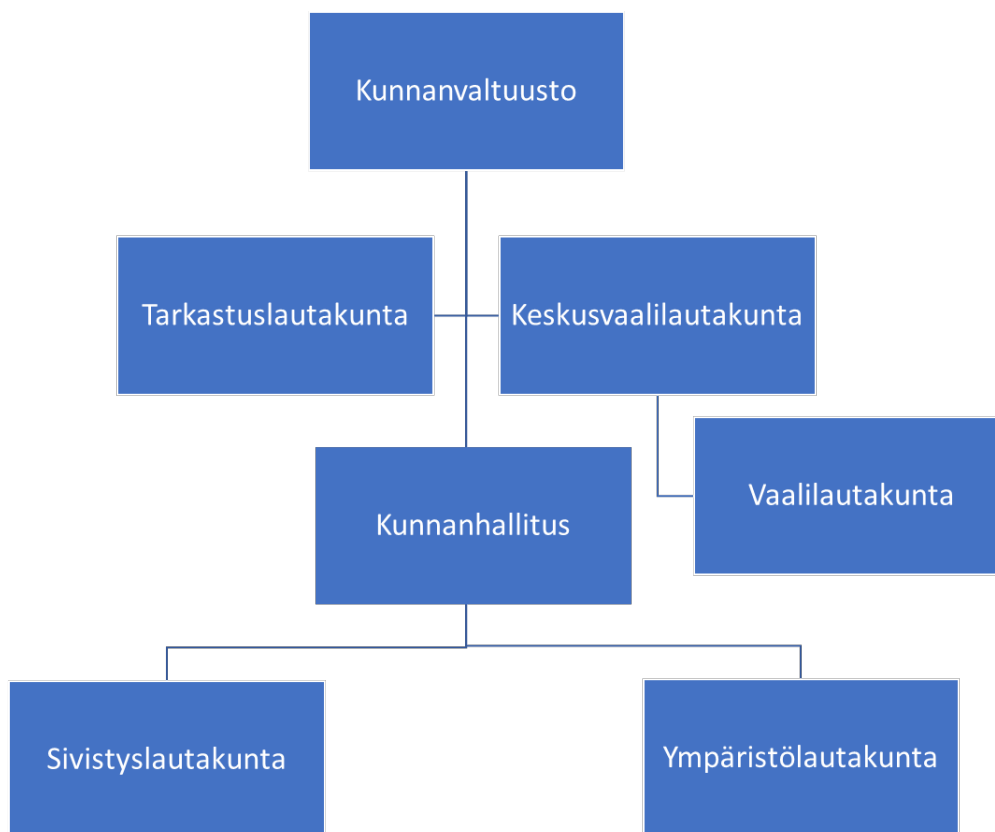 Kunnanvaltuusto
Tarkastuslautakunta
Keskusvaalilautakunta
Vaalilautakunta
Kunnanhallitus
Sivistyslautakunta
Ympäristölautakunta